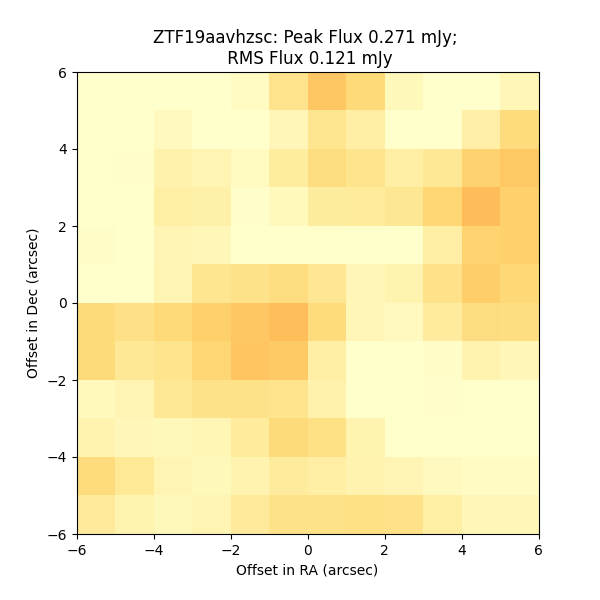 ZTF19aavhzsc: Peak Flux 0.271 mJy;
RMS Flux 0.121 mJy
6
4
2
0
−2
−4
−6
Offset in Dec (arcsec)
−6 −4 −2 0 2 4 6
Offset in RA (arcsec)